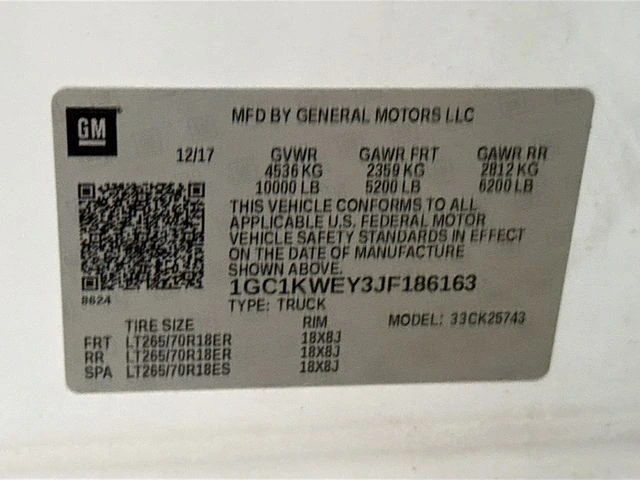 GM
MFD BY GENERAL MOTORS LLC
12/17 GVWR GAWR FRT GAWR RR
4536 KG 2359 KG 2812 KG
10000 LB 5200 LB 6200 LB
THIS VEHICLE CONFORMS TO ALL
APPLICABLE U.S. FEDERAL MOTOR
VEHICLE SAFETY STANDARDS IN EFFECT
ON THE DATE OF MANUFACTURE
SHOWN ABOVE.
1GC1KWEY3JF186163
8624
TYPE: TRUCK
TIRE SIZE RIM MODEL: 33CK25743
FRT LT265/70R18ER 18X8J
RR LT265/70R18ER 18X8J
SPA LT265/70R18ES 18X8J